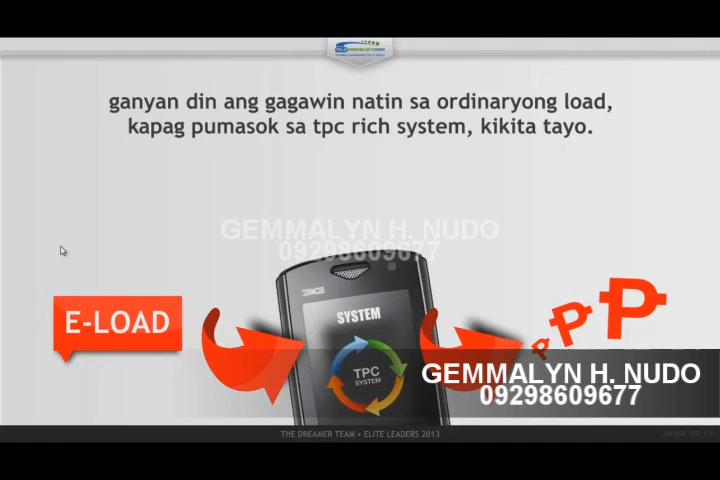 ganyan din ang gagawin natin sa ordinaryong load,
kapag pumasok sa tpc rich system, kikita tayo.
GEMMALYN H. NUDO
09298609677
SYSTEM
E-LOAD
TPC
SYSTEM
GEMMALYN H. NUDO
09298609677
THE DREAMER TEAM • ELITE LEADERS 2013